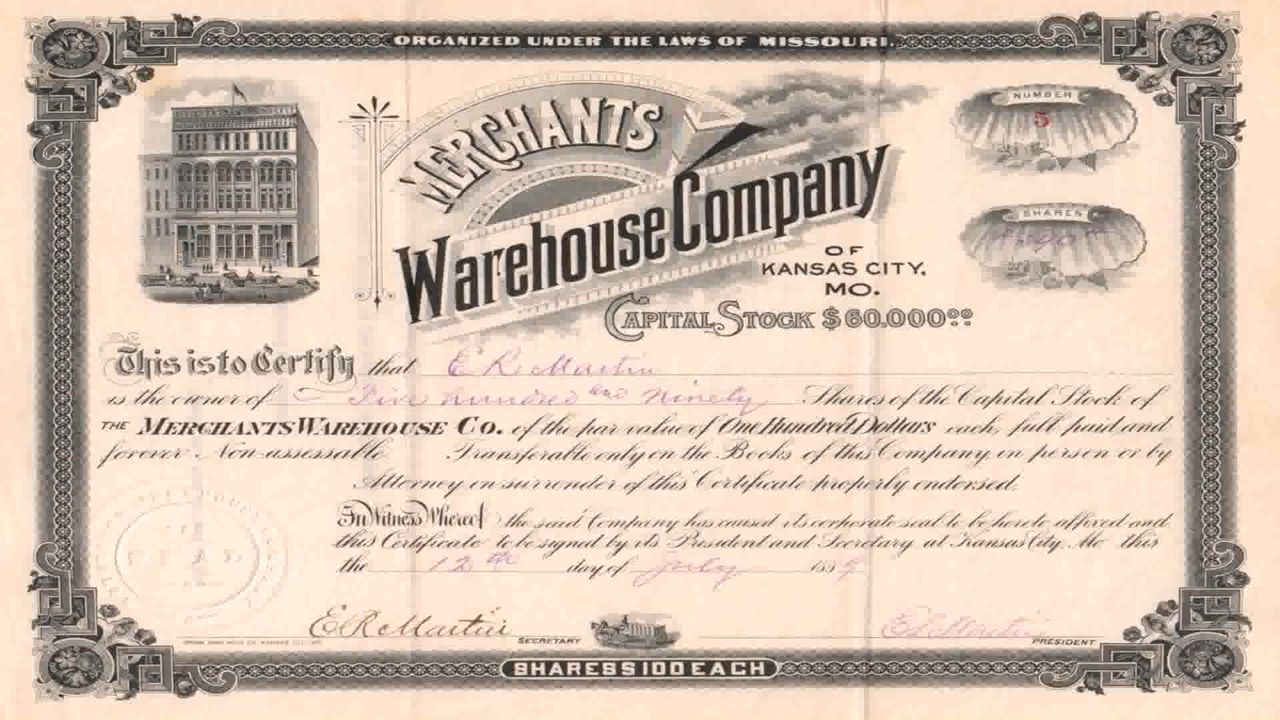 ORGANIZED UNDER THE LAWS OF MISSOURI.
MERCHANTS
Warehouse Company
OF
KANSAS CITY,
MO.
CAPITAL STOCK $60.000.00
NUMBER
5
SHARES
This is to Certify that E R Martin
is the owner of Five hundred and Ninety Shares of the Capital Stock of
THE MERCHANTS WAREHOUSE CO. of the par value of One Hundred Dollars each, full paid and
forever Non-assessable Transferable only on the Books of this Company in person or by
Attorney on surrender of this Certificate properly endorsed.
In Witness Whereof the said Company has caused its corporate seal to be hereto affixed and
this Certificate to be signed by its President and Secretary at Kansas City, Mo this
the 12th day of July 1889
E R Martin SECRETARY
E R Martin PRESIDENT
SHARES $100 EACH